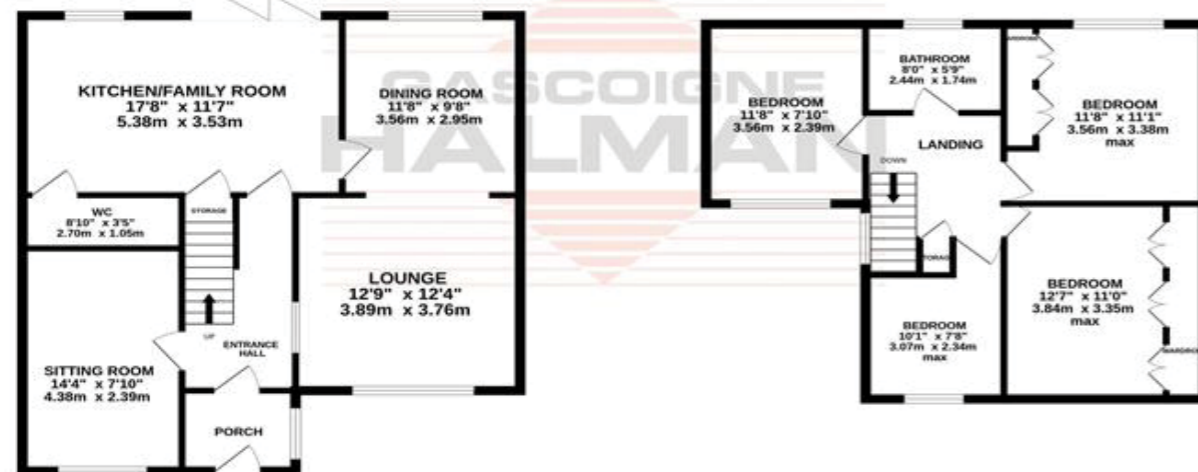 GASCOIGNE
HALMAN
KITCHEN/FAMILY ROOM
17'8" x 11'7"
5.38m x 3.53m
DINING ROOM
11'8" x 9'8"
3.56m x 2.95m
WC
8'10" x 3'5"
2.70m x 1.05m
STORAGE
LOUNGE
12'9" x 12'4"
3.89m x 3.76m
UP
ENTRANCE
HALL
SITTING ROOM
14'4" x 7'10"
4.38m x 2.39m
PORCH
BEDROOM
11'8" x 7'10"
3.56m x 2.39m
BATHROOM
8'0" x 5'9"
2.44m x 1.74m
BEDROOM
11'8" x 11'1"
3.56m x 3.38m
max
LANDING
DOWN
BEDROOM
12'7" x 11'0"
3.84m x 3.35m
max
BEDROOM
10'1" x 7'8"
3.07m x 2.34m
max